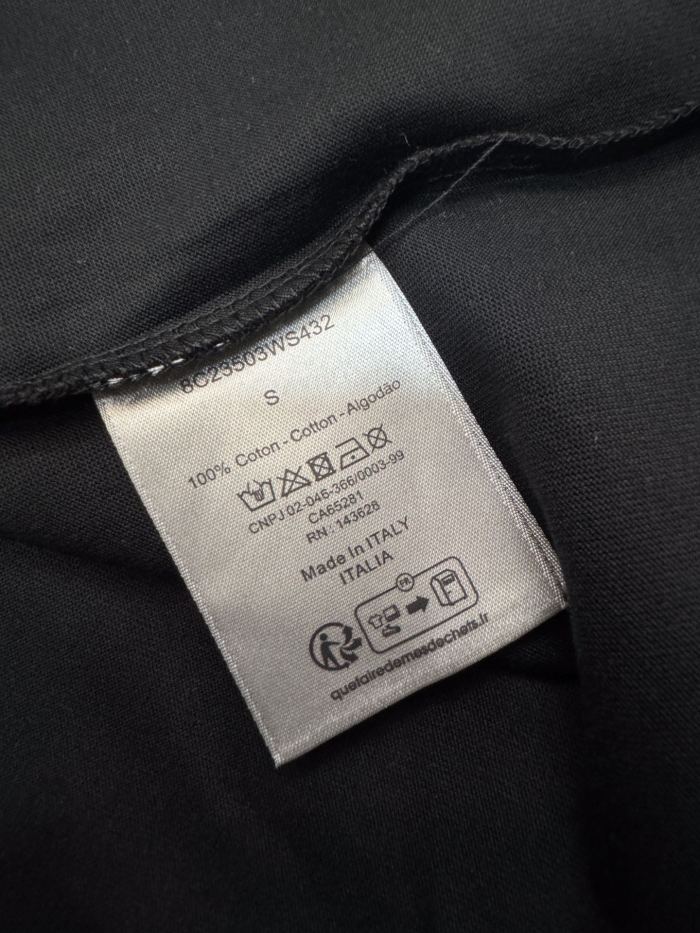 8C23503WS432
S
100% Coton - Cotton - Algodão
CNPJ 02-046-366/0003-99
CA65281
RN : 143628
Made in ITALY
ITALIA
FR
quefairedemesdechets.fr